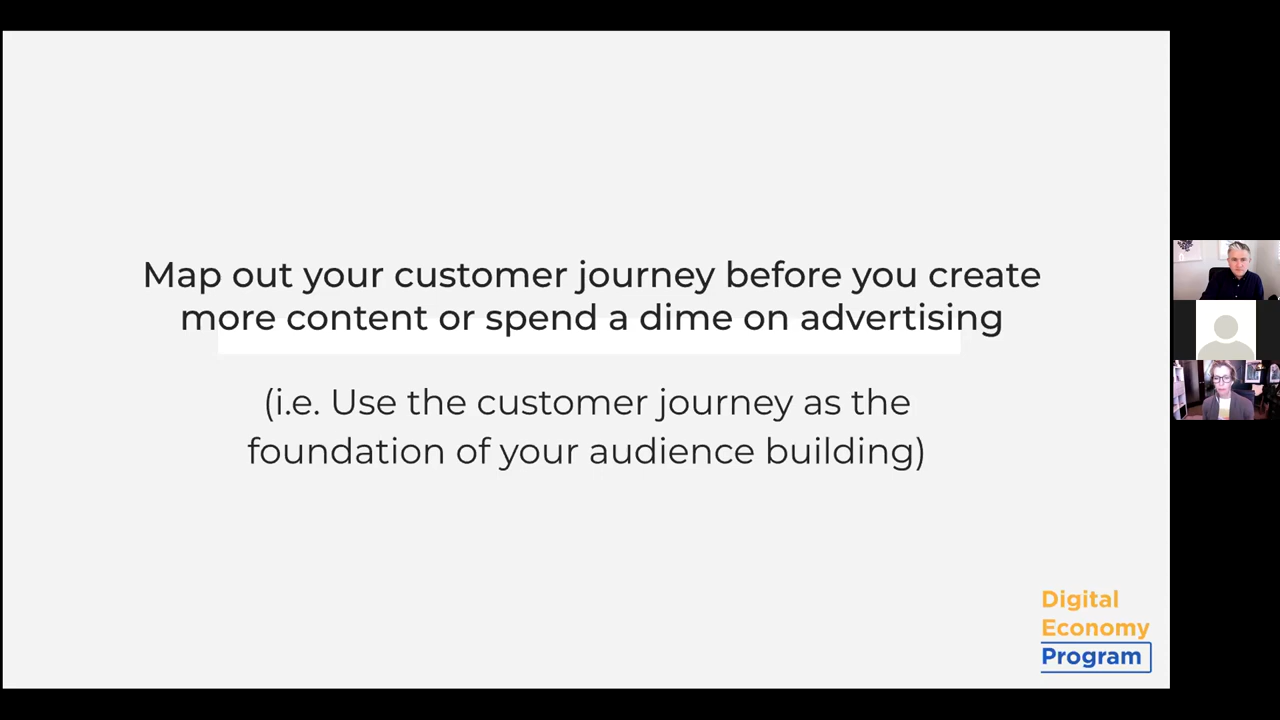 Map out your customer journey before you create
more content or spend a dime on advertising
(i.e. Use the customer journey as the
foundation of your audience building)
Digital
Economy
Program